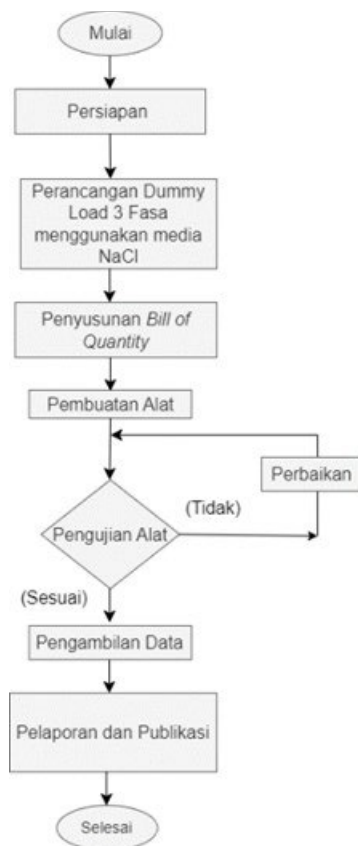 Mulai
Persiapan
Perancangan Dummy
Load 3 Fasa
menggunakan media
NaCl
Penyusunan Bill of
Quantity
Pembuatan Alat
Perbaikan
(Tidak)
Pengujian Alat
(Sesuai)
Pengambilan Data
Pelaporan dan Publikasi
Selesai